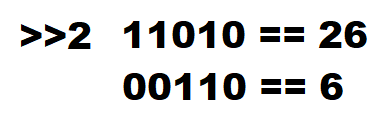 >>2 11010 == 26
00110 == 6